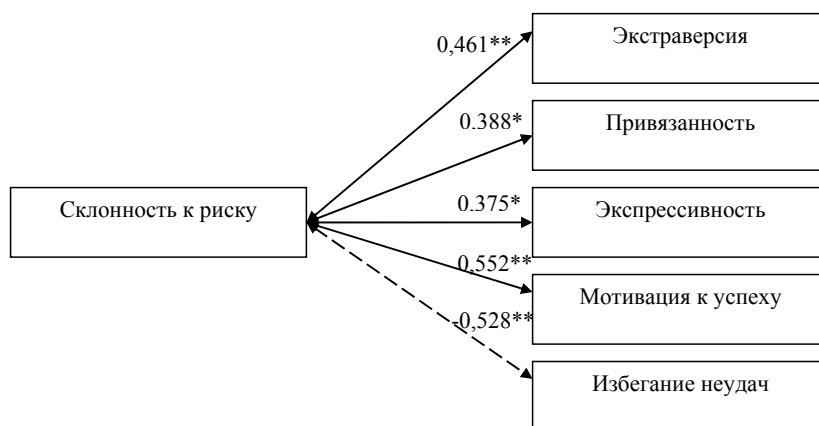 Экстраверсия
0,461**
Привязанность
0.388*
Склонность к риску
Экспрессивность
0.375*
0,552**
Мотивация к успеху
-0,528**
Избегание неудач